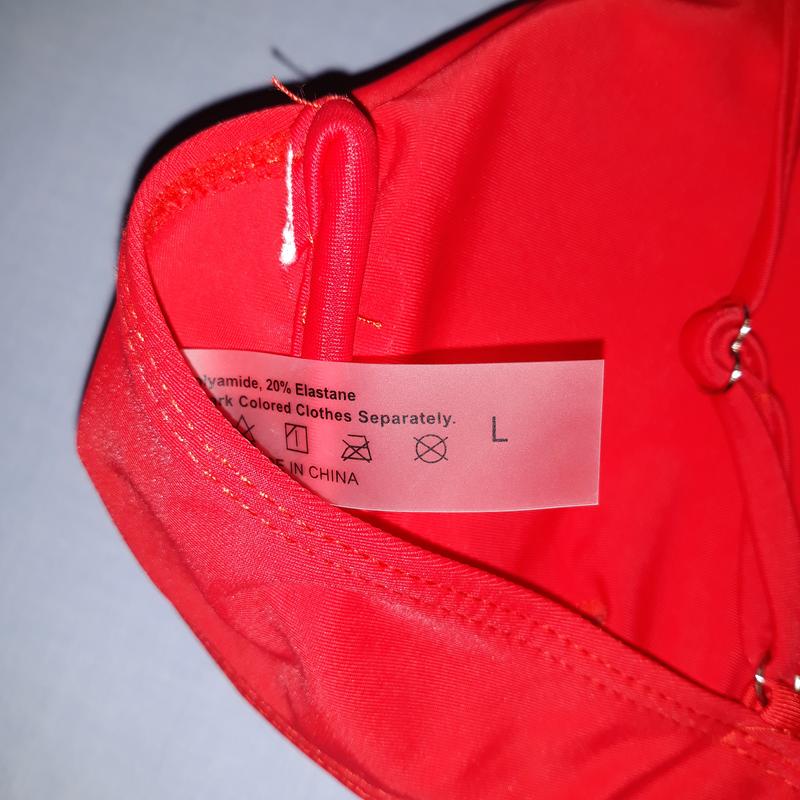 lyamide, 20% Elastane
rk Colored Clothes Separately.
L
IN CHINA